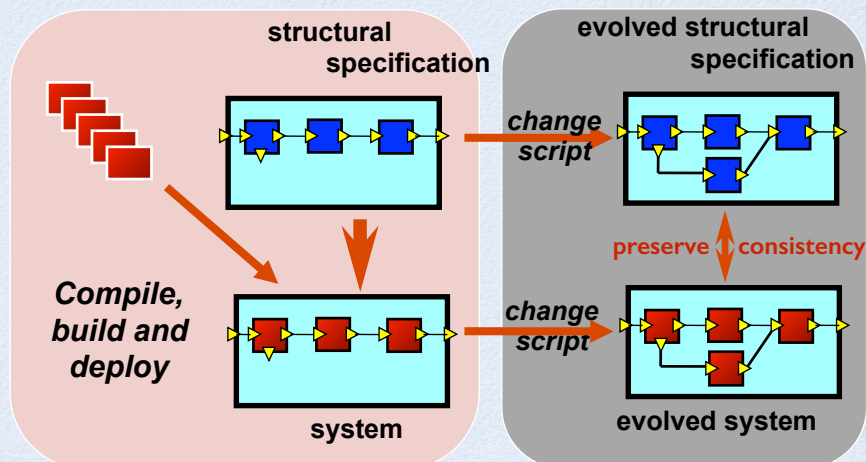 structural
specification
evolved structural
specification
change
script
preserve consistency
Compile,
build and
deploy
change
script
system
evolved system